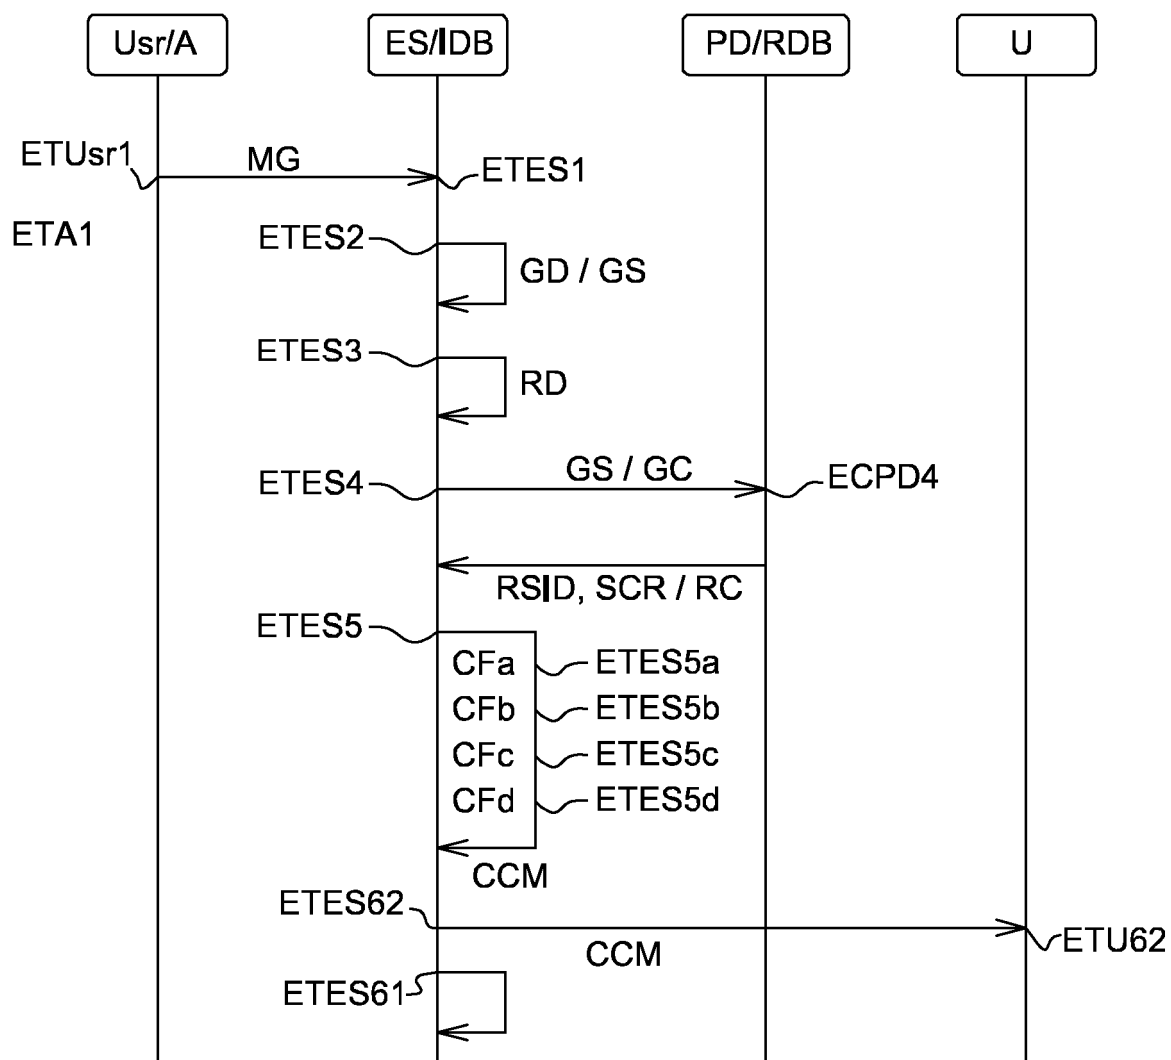 Usr/A
ES/IDB
PD/RDB
U
ETUsr1
MG
ETES1
ETA1
ETES2
GD / GS
ETES3
RD
ETES4
GS / GC
ECPD4
RSID, SCR / RC
ETES5
CFa
ETES5a
CFb
ETES5b
CFc
ETES5c
CFd
ETES5d
CCM
ETES62
CCM
ETU62
ETES61